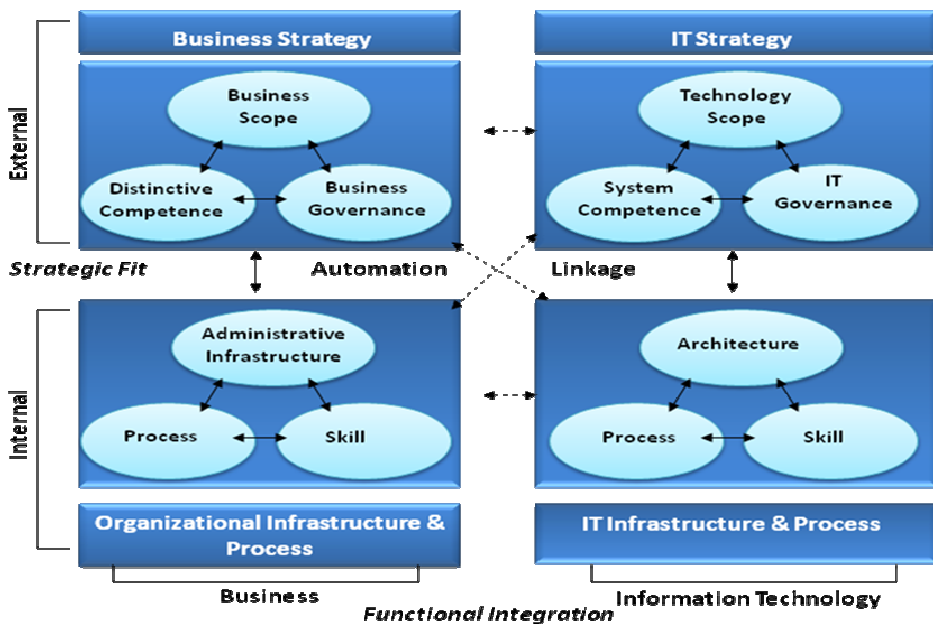 Business Strategy
IT Strategy
External
Business
Scope
Distinctive
Competence
Business
Governance
Technology
Scope
System
Competence
IT
Governance
Strategic Fit
Automation
Linkage
Internal
Administrative
Infrastructure
Process
Skill
Architecture
Process
Skill
Organizational Infrastructure &
Process
IT Infrastructure & Process
Business
Information Technology
Functional Integration